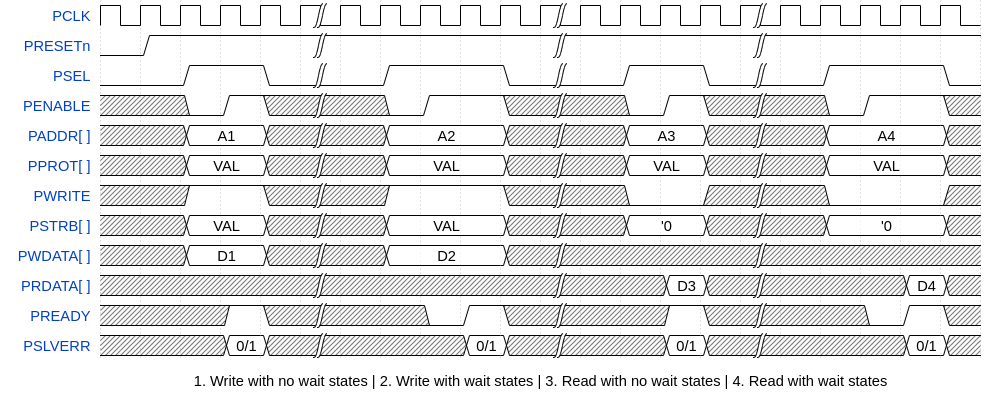 PCLK
PRESETn
PSEL
PENABLE
PADDR[ ] A1 A2 A3 A4
PPROT[ ] VAL VAL VAL VAL
PWRITE
PSTRB[ ] VAL VAL '0 '0
PWDATA[ ] D1 D2
PRDATA[ ] D3 D4
PREADY
PSLVERR 0/1 0/1 0/1 0/1
1. Write with no wait states | 2. Write with wait states | 3. Read with no wait states | 4. Read with wait states